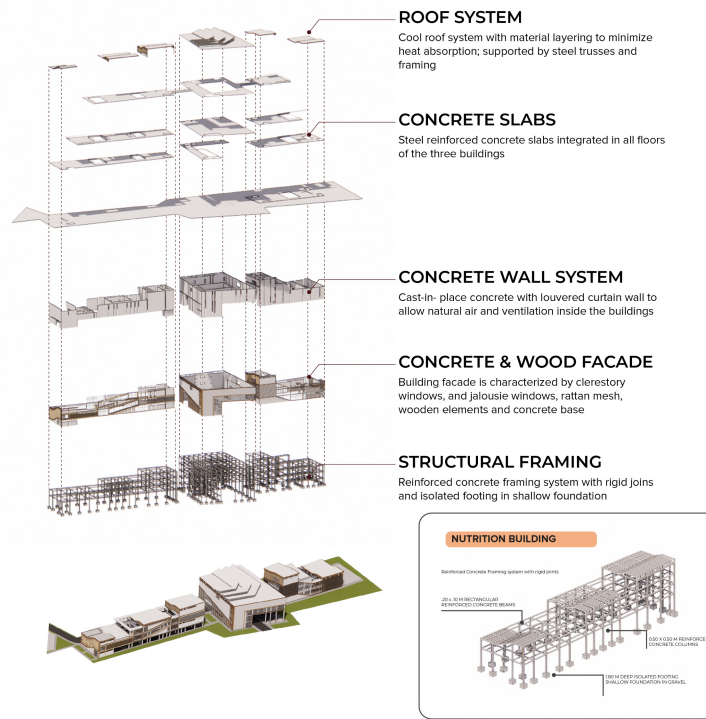 ROOF SYSTEM
Cool roof system with material layering to minimize
heat absorption; supported by steel trusses and
framing
CONCRETE SLABS
Steel reinforced concrete slabs integrated in all floors
of the three buildings
CONCRETE WALL SYSTEM
Cast-in- place concrete with louvered curtain wall to
allow natural air and ventilation inside the buildings
CONCRETE & WOOD FACADE
Building facade is characterized by clerestory
windows, and jalousie windows, rattan mesh,
wooden elements and concrete base
STRUCTURAL FRAMING
Reinforced concrete framing system with rigid joins
and isolated footing in shallow foundation
NUTRITION BUILDING
Reinforced Concrete Framing system with rigid joints
.20 x .10 M RECTANGULAR
REINFORCED CONCRETE BEAMS
0.50 X 0.50 M REINFORCE
CONCRETE COLUMNS
1.80 M DEEP ISOLATED FOOTING
SHALLOW FOUNDATION IN GRAVEL